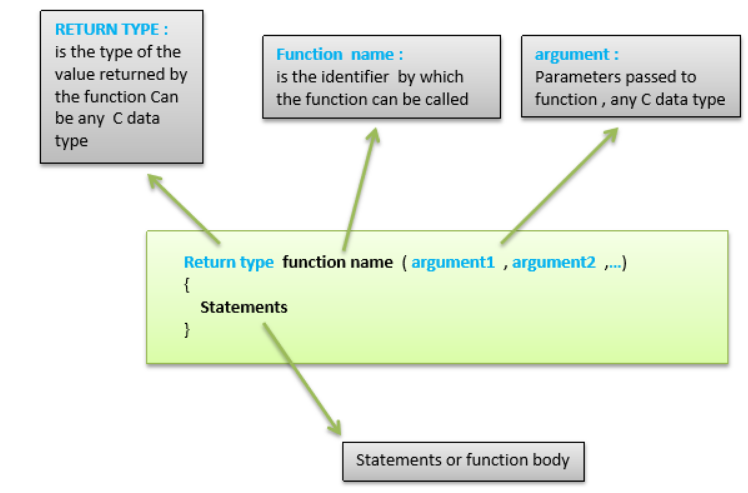 RETURN TYPE :
is the type of the
value returned by
the function Can
be any C data
type
Function name :
is the identifier by which
the function can be called
argument :
Parameters passed to
function , any C data type
Return type function name ( argument1 , argument2 ,...)
{
Statements
}
Statements or function body